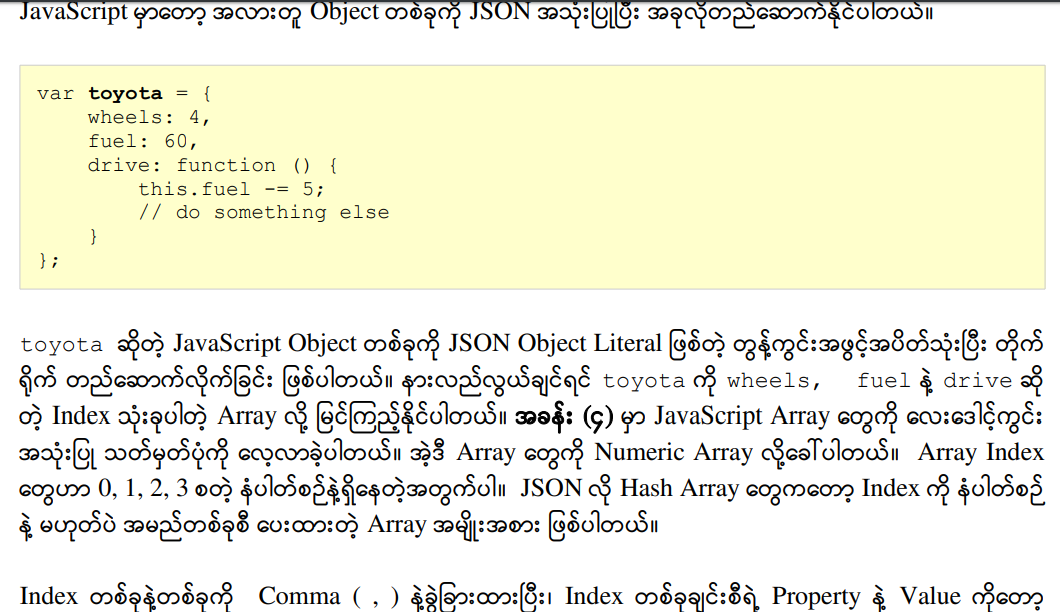 JavaScript မှာတော့ အလားတူ Object တစ်ခုကို JSON အသုံးပြုပြီး အခုလိုတည်ဆောက်နိုင်ပါတယ်။
var toyota = {
    wheels: 4,
    fuel: 60,
    drive: function () {
        this.fuel -= 5;
        // do something else
    }
};
toyota ဆိုတဲ့ JavaScript Object တစ်ခုကို JSON Object Literal ဖြစ်တဲ့ တွန့်ကွင်းအဖွင့်အပိတ်သုံးပြီး တိုက်
ရိုက် တည်ဆောက်လိုက်ခြင်း ဖြစ်ပါတယ်။ နားလည်လွယ်ချင်ရင် toyota ကို wheels, fuel နဲ့ drive ဆို
တဲ့ Index သုံးခုပါတဲ့ Array လို့ မြင်ကြည့်နိုင်ပါတယ်။ အခန်း (၄) မှာ JavaScript Array တွေကို လေးဒေါင့်ကွင်း
အသုံးပြု သတ်မှတ်ပုံကို လေ့လာခဲ့ပါတယ်။ အဲ့ဒီ Array တွေကို Numeric Array လို့ခေါ်ပါတယ်။ Array Index
တွေဟာ 0, 1, 2, 3 စတဲ့ နံပါတ်စဉ်နဲ့ရှိနေတဲ့အတွက်ပါ။ JSON လို Hash Array တွေကတော့ Index ကို နံပါတ်စဉ်
နဲ့ မဟုတ်ပဲ အမည်တစ်ခုစီ ပေးထားတဲ့ Array အမျိုးအစား ဖြစ်ပါတယ်။
Index တစ်ခုနဲ့တစ်ခုကို Comma ( , ) နဲ့ခွဲခြားထားပြီး၊ Index တစ်ခုချင်းစီရဲ့ Property နဲ့ Value ကိုတော့